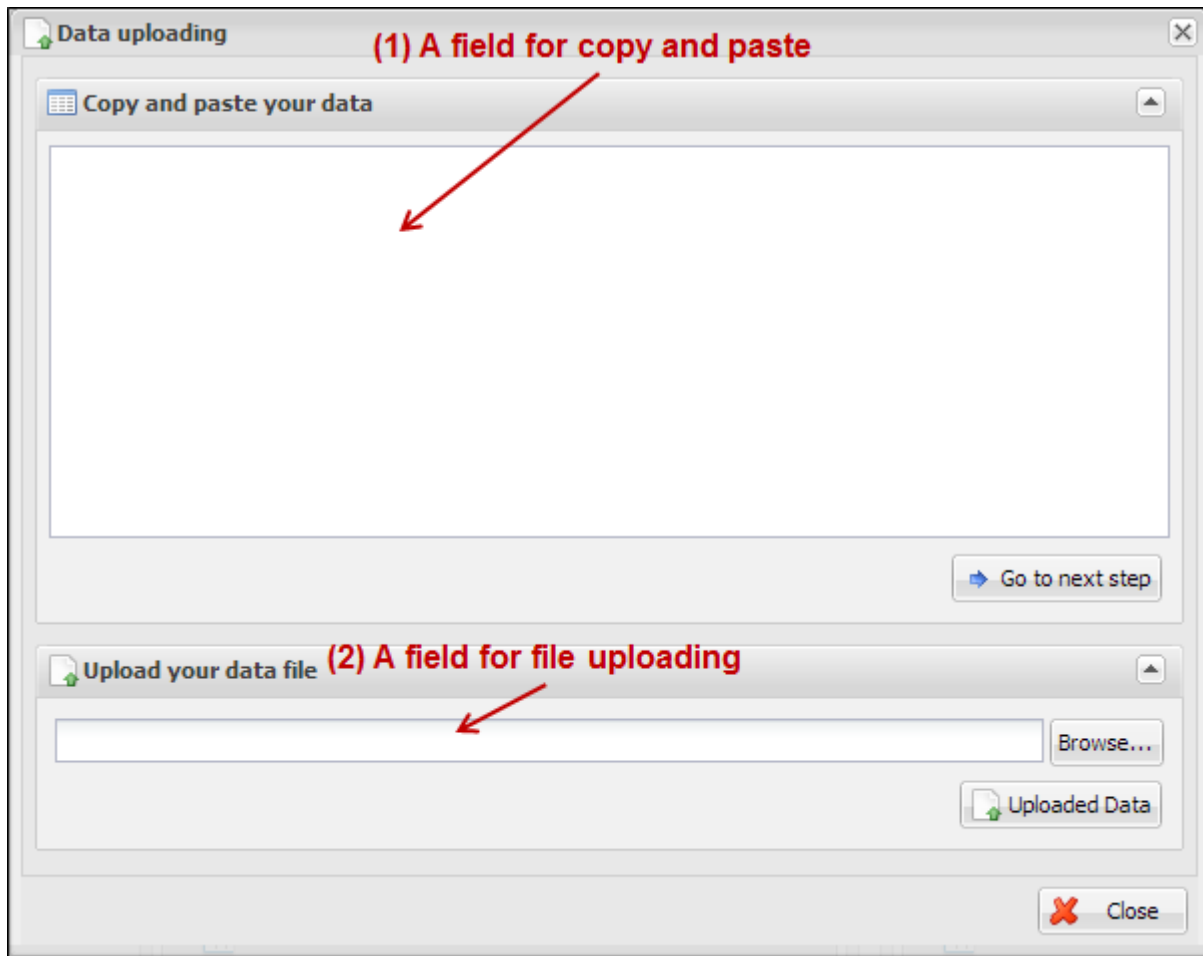 Data uploading
(1) A field for copy and paste
Copy and paste your data
Go to next step
Upload your data file
(2) A field for file uploading
Browse...
Uploaded Data
Close